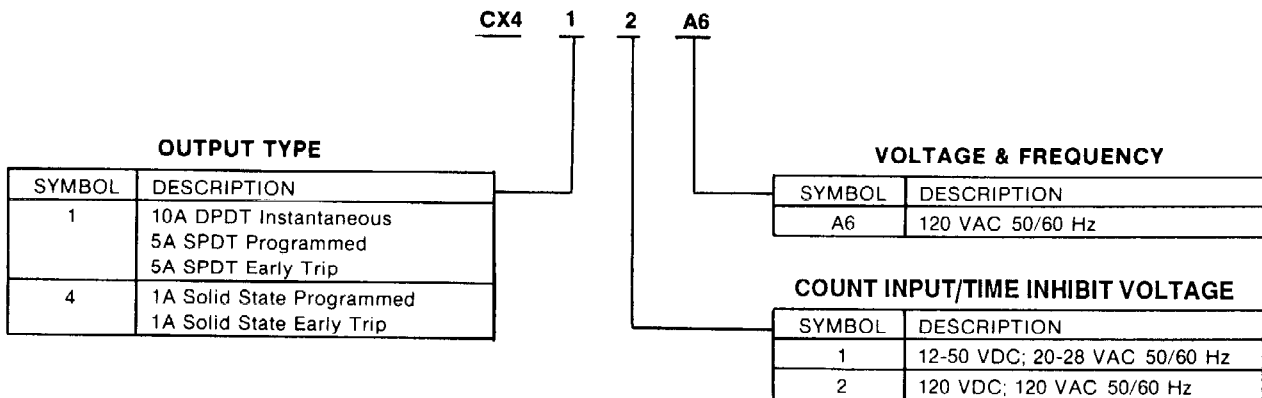 CX4 1 2 A6
OUTPUT TYPE
SYMBOL DESCRIPTION
1 10A DPDT Instantaneous
5A SPDT Programmed
5A SPDT Early Trip
4 1A Solid State Programmed
1A Solid State Early Trip
VOLTAGE & FREQUENCY
SYMBOL DESCRIPTION
A6 120 VAC 50/60 Hz
COUNT INPUT/TIME INHIBIT VOLTAGE
SYMBOL DESCRIPTION
1 12-50 VDC; 20-28 VAC 50/60 Hz
2 120 VDC; 120 VAC 50/60 Hz